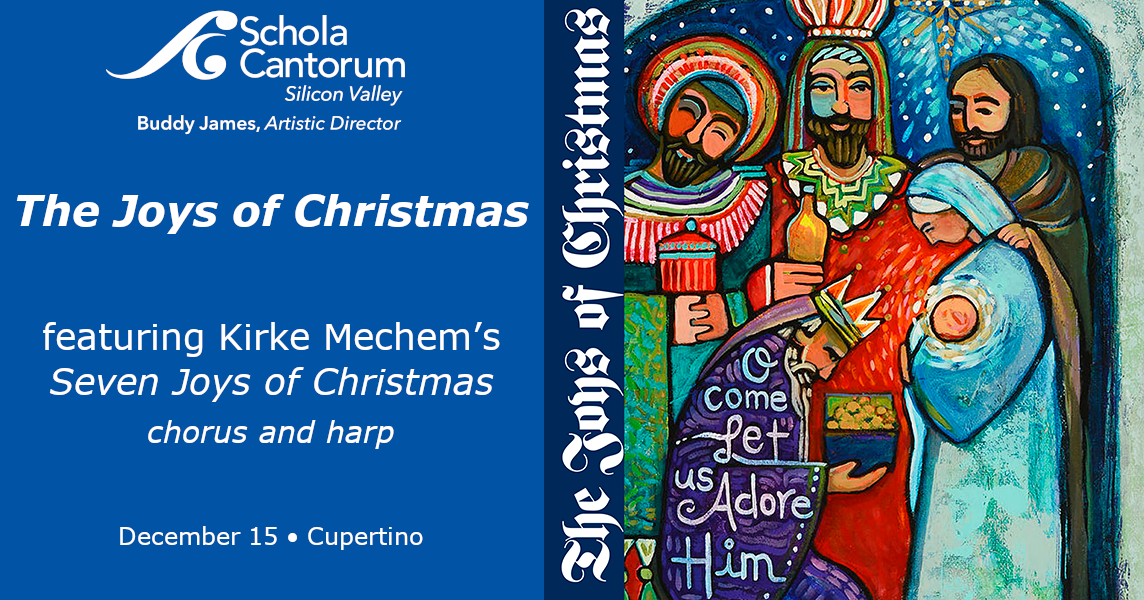 Schola
Cantorum
Silicon Valley
Buddy James, Artistic Director
The Joys of Christmas
featuring Kirke Mechem’s
Seven Joys of Christmas
chorus and harp
December 15 • Cupertino
The Joys of Christmas
O
come
Let
us
Adore
Him